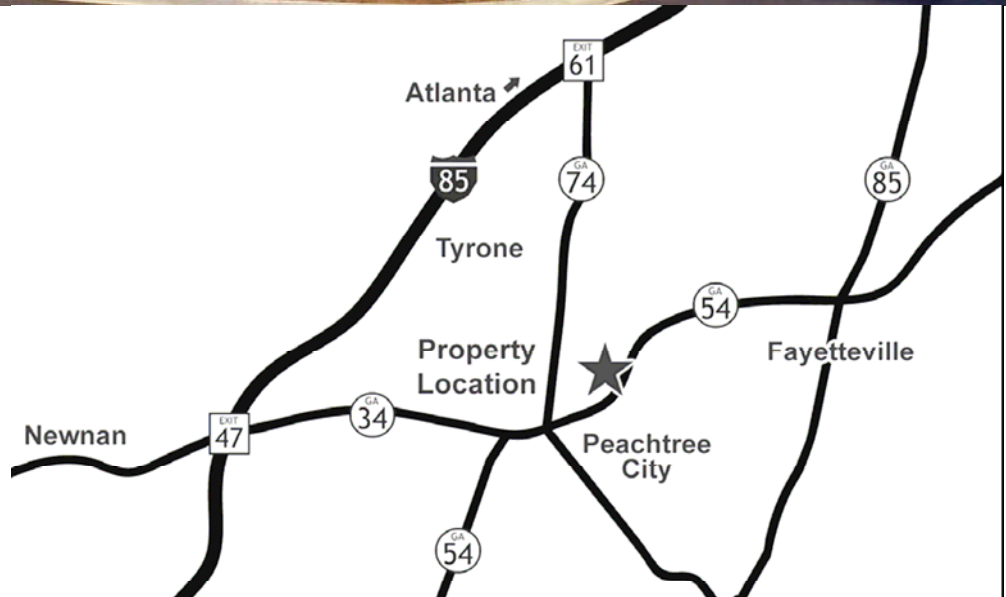 EXIT
61
Atlanta
85
GA
74
GA
85
Tyrone
GA
54
Property
Location
Fayetteville
GA
34
EXIT
47
Newnan
Peachtree
City
GA
54